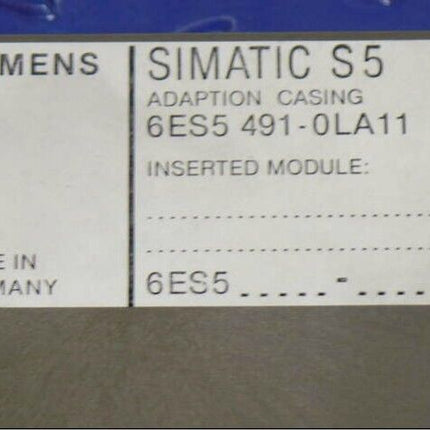 MENS
SIMATIC S5
ADAPTION CASING
6ES5 491-0LA11
INSERTED MODULE:
E IN
MANY
6ES5 _ _ _ _ _ - _ _ _ _